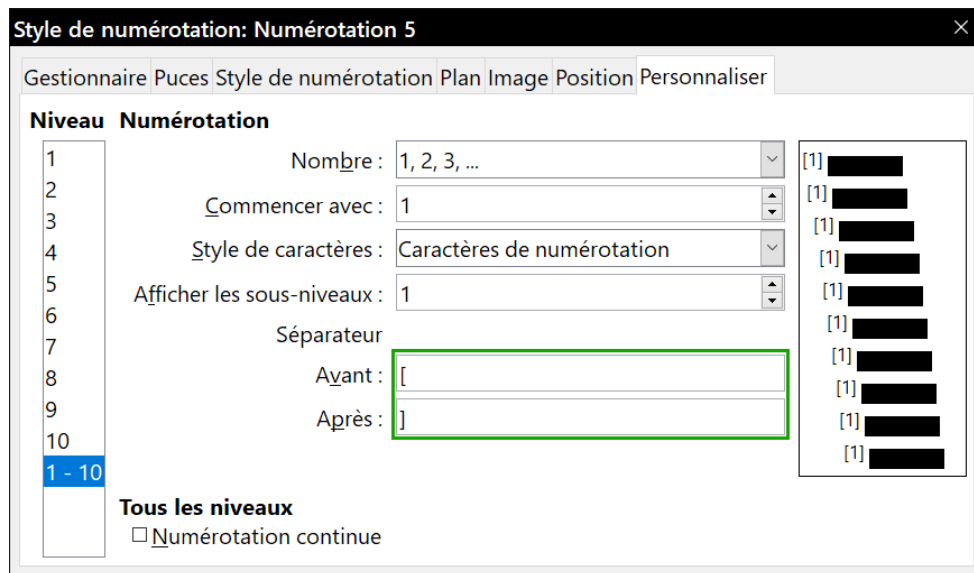 Style de numérotation: Numérotation 5
Gestionnaire Puces Style de numérotation Plan Image Position Personnaliser
Niveau Numérotation
1
2
3
4
5
6
7
8
9
10
1 - 10
Nombre : 1, 2, 3, ...
Commencer avec : 1
Style de caractères : Caractères de numérotation
Afficher les sous-niveaux : 1
Séparateur
Avant : [
Après : ]
Tous les niveaux
Numérotation continue
[1]
[1]
[1]
[1]
[1]
[1]
[1]
[1]
[1]
[1]